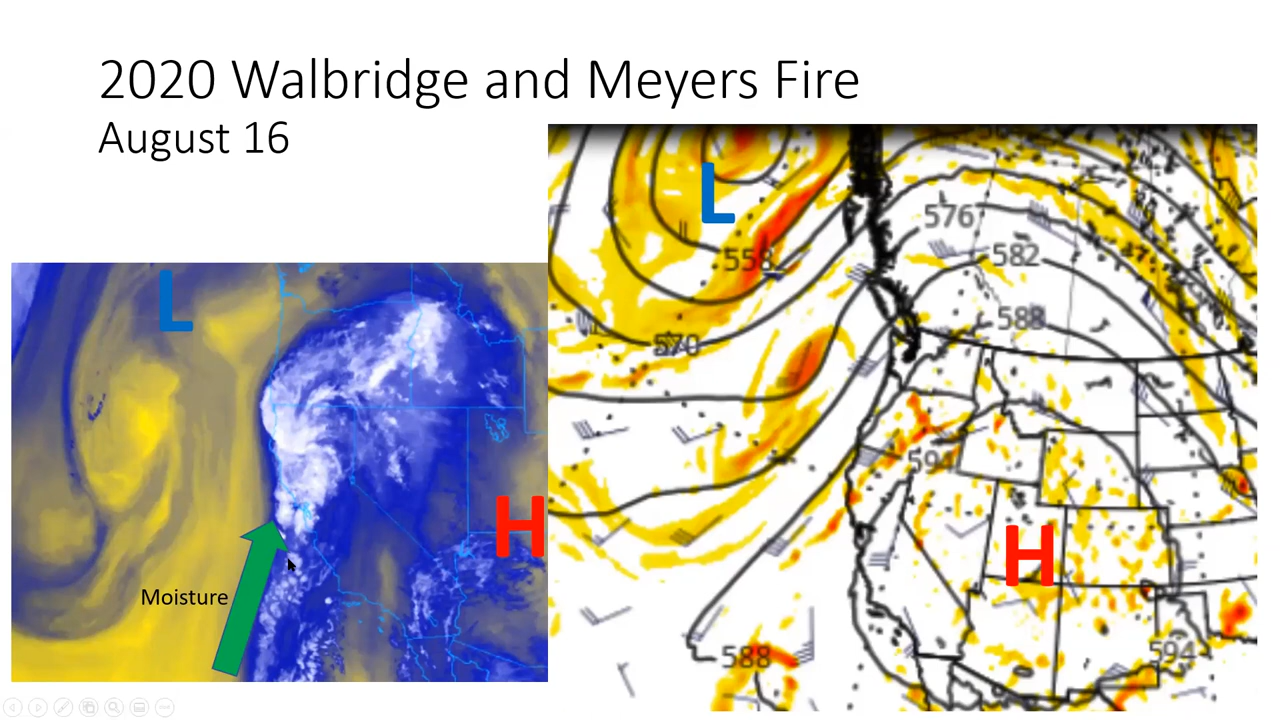 2020 Walbridge and Meyers Fire
August 16
L
H
Moisture
L
576
582
558
588
570
594
H
588
594